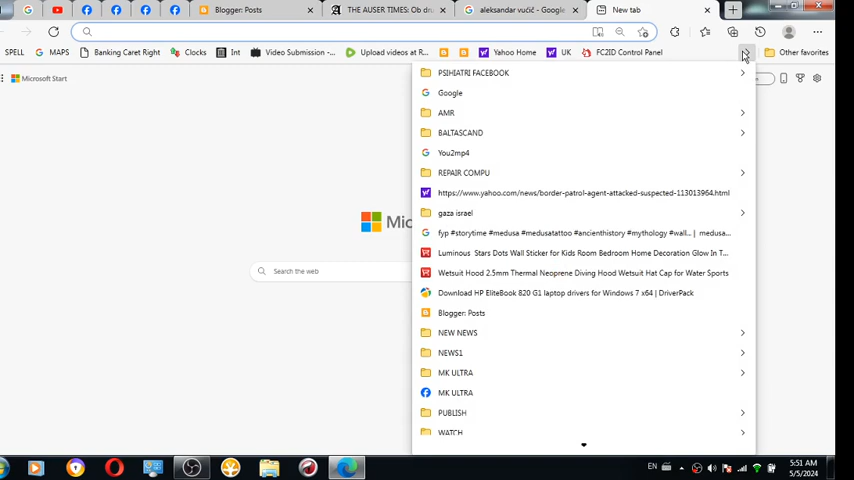 Blogger: Posts
THE AUSER TIMES: Ob dr
aleksandar vučić - Google
New tab
SPELL
MAPS
Banking Caret Right
Clocks
Int
Video Submission -...
Upload videos at R...
Yahoo Home
UK
FC2ID Control Panel
Other favorites
Microsoft Start
PSIHIATRI FACEBOOK
Google
AMR
BALTASCAND
You2mp4
REPAIR COMPU
https://www.yahoo.com/news/border-patrol-agent-attacked-suspected-113013964.html
gaza israel
fyp #storytime #medusa #medusatattoo #ancienthistory #mythology #wall... | medusa...
Luminous Stars Dots Wall Sticker for Kids Room Bedroom Home Decoration Glow In T...
Mic
Wetsuit Hood 2.5mm Thermal Neoprene Diving Hood Wetsuit Hat Cap for Water Sports
Search the web
Download HP EliteBook 820 G1 laptop drivers for Windows 7 x64 | DriverPack
Blogger: Posts
NEW NEWS
NEWS1
MK ULTRA
MK ULTRA
PUBLISH
WATCH
EN
5:51 AM
5/5/2024